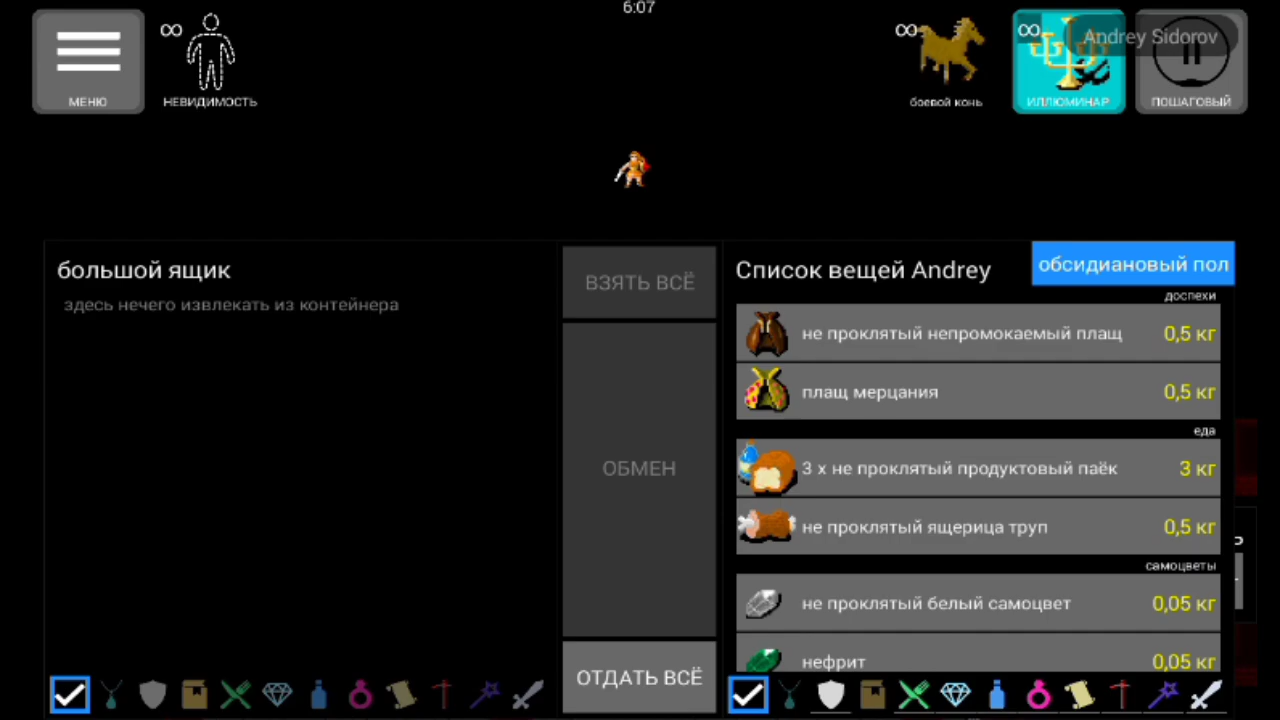 6:07
МЕНЮ
∞
НЕВИДИМОСТЬ
∞
боевой конь
∞
ИЛЛЮМИНАР
Andrey Sidorov
ПОШАГОВЫЙ
большой ящик
здесь нечего извлекать из контейнера
ВЗЯТЬ ВСЁ
ОБМЕН
ОТДАТЬ ВСЁ
Список вещей Andrey
обсидиановый пол
доспехи
не проклятый непромокаемый плащ 0,5 кг
плащ мерцания 0,5 кг
еда
3 x не проклятый продуктовый паёк 3 кг
не проклятый ящерица труп 0,5 кг
самоцветы
не проклятый белый самоцвет 0,05 кг
нефрит 0,05 кг